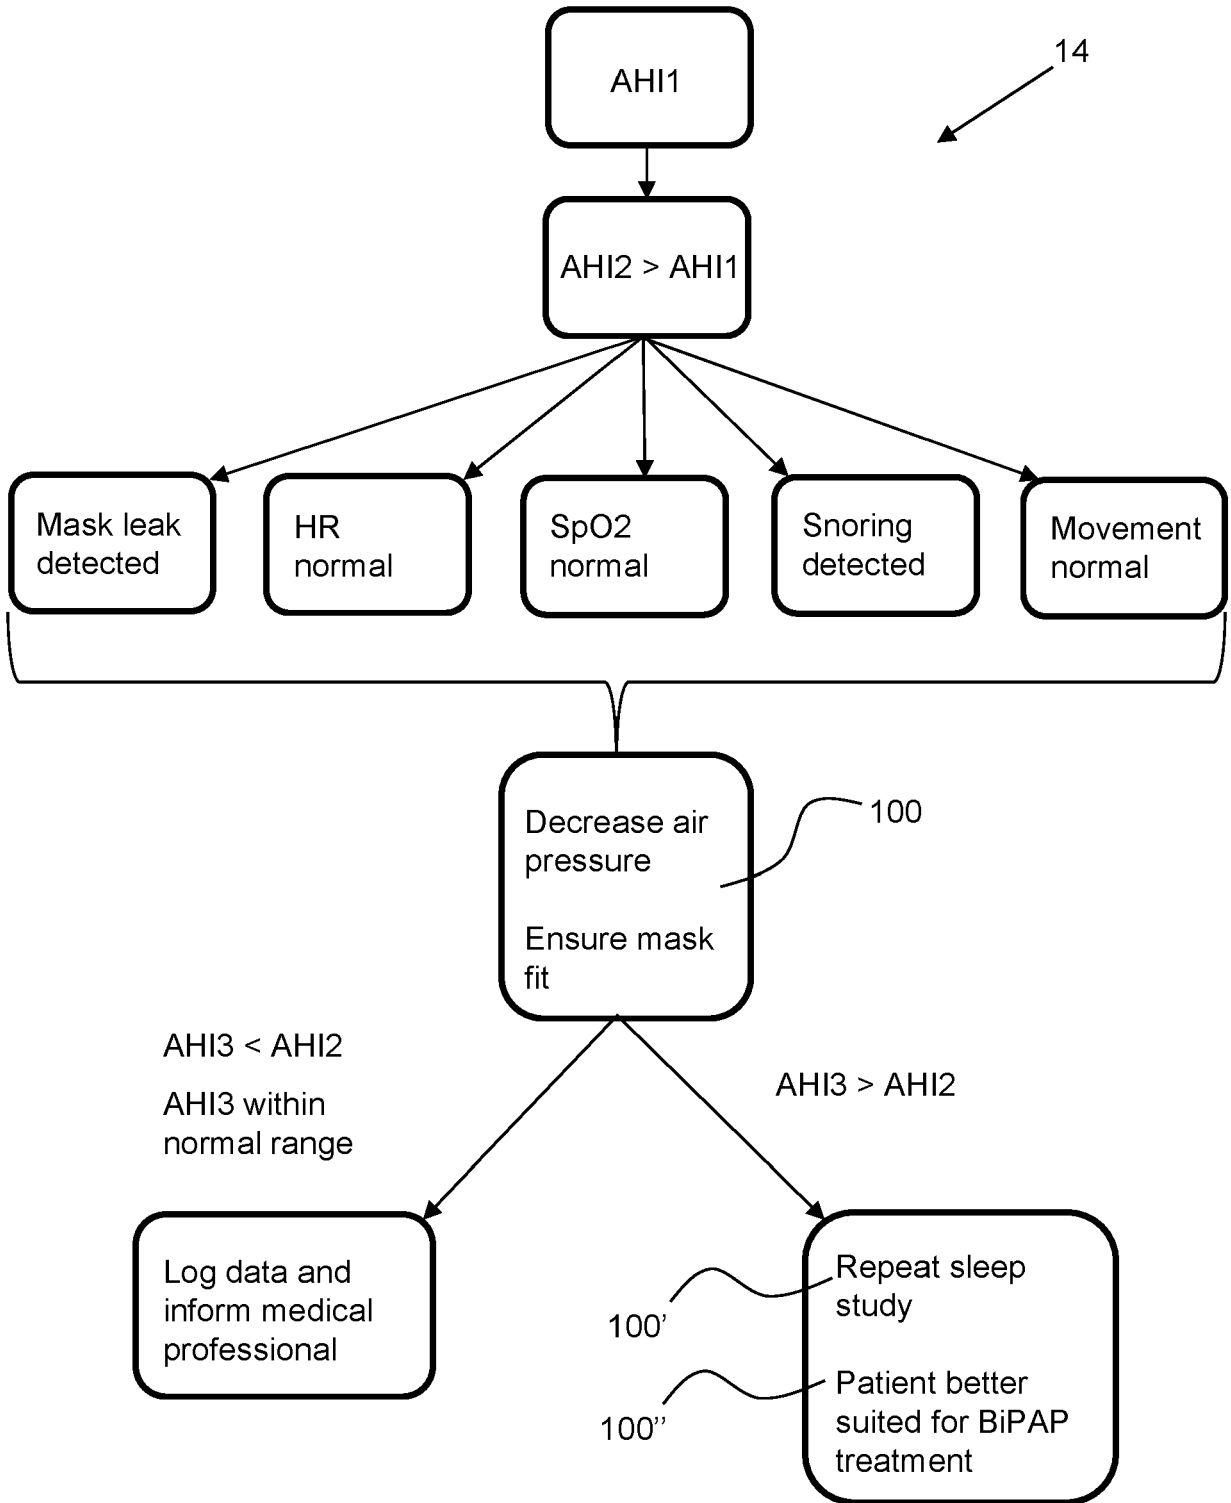 AHI1
14
AHI2 > AHI1
Mask leak
detected
HR
normal
SpO2
normal
Snoring
detected
Movement
normal
Decrease air
pressure
Ensure mask
fit
100
AHI3 < AHI2
AHI3 within
normal range
AHI3 > AHI2
Log data and
inform medical
professional
Repeat sleep
study
100’
Patient better
suited for BiPAP
treatment
100’’